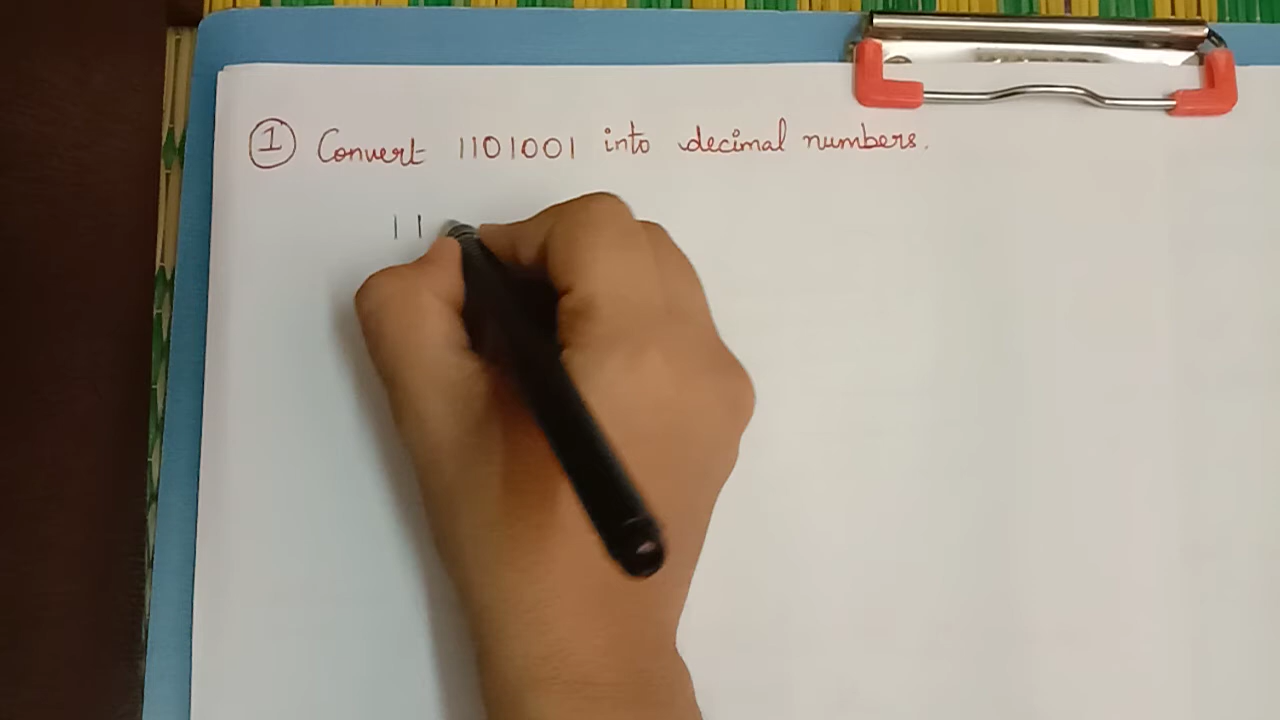 ① Convert 1101001 into decimal numbers.
11